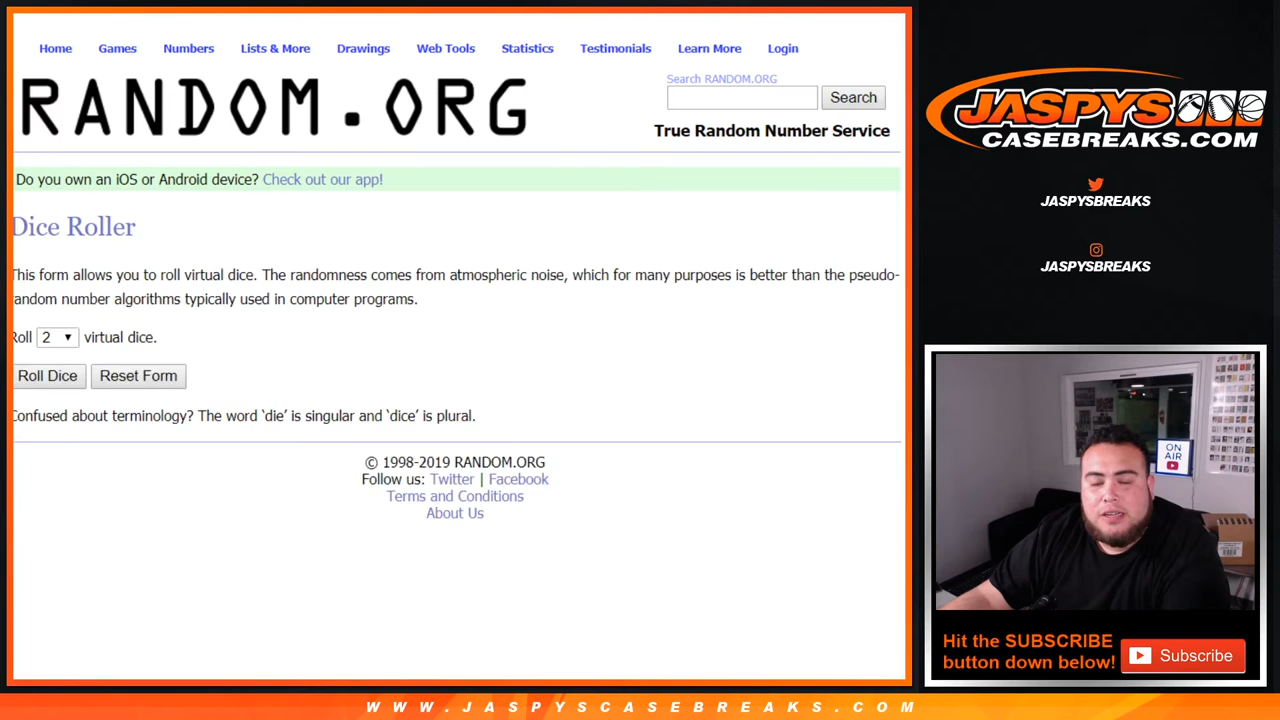 Home Games Numbers Lists & More Drawings Web Tools Statistics Testimonials Learn More Login
RANDOM.ORG
Search RANDOM.ORG
Search
True Random Number Service
Do you own an iOS or Android device? Check out our app!
Dice Roller
This form allows you to roll virtual dice. The randomness comes from atmospheric noise, which for many purposes is better than the pseudo-
random number algorithms typically used in computer programs.
Roll 2 virtual dice.
Roll Dice Reset Form
Confused about terminology? The word ‘die’ is singular and ‘dice’ is plural.
© 1998-2019 RANDOM.ORG
Follow us: Twitter | Facebook
Terms and Conditions
About Us
JASPYS
CASEBREAKS.COM
JASPYSBREAKS
JASPYSBREAKS
ON
AIR
Hit the SUBSCRIBE
button down below!
Subscribe
WWW.JASPYSCASEBREAKS.COM